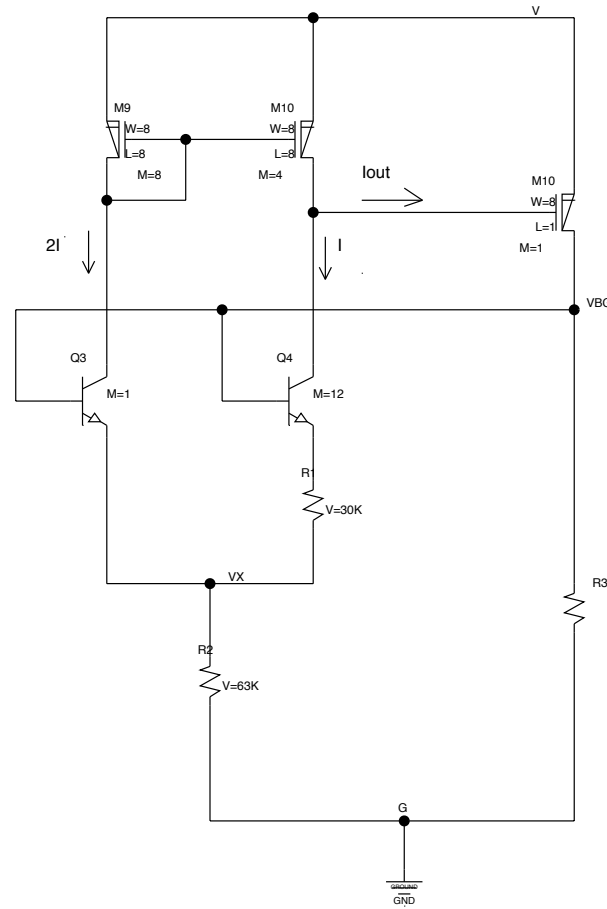 V
M9
W=8
L=8
M=8
M10
W=8
L=8
M=4
Iout
M10
W=8
L=1
M=1
2I
I
VBG
Q3
M=1
Q4
M=12
R1
V=30K
VX
R3
R2
V=63K
G
GROUND
GND